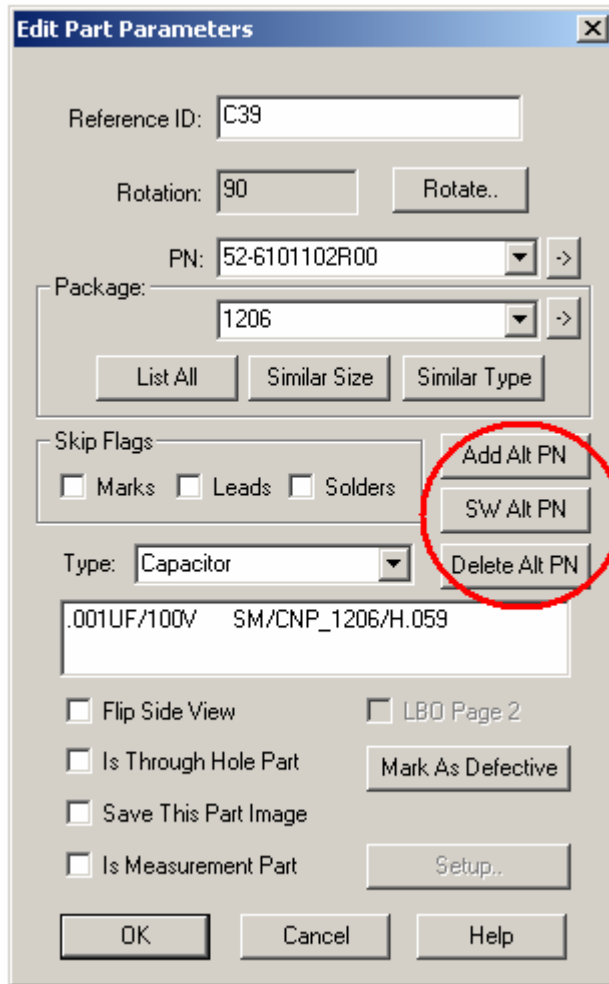 Edit Part Parameters
Reference ID: C39
Rotation: 90 Rotate..
PN: 52-6101102R00 ->
Package:
1206 ->
List All Similar Size Similar Type
Skip Flags
Marks Leads Solders
Add Alt PN
SW Alt PN
Delete Alt PN
Type: Capacitor
.001UF/100V SM/CNP_1206/H.059
Flip Side View LBO Page 2
Is Through Hole Part Mark As Defective
Save This Part Image
Is Measurement Part Setup..
OK Cancel Help